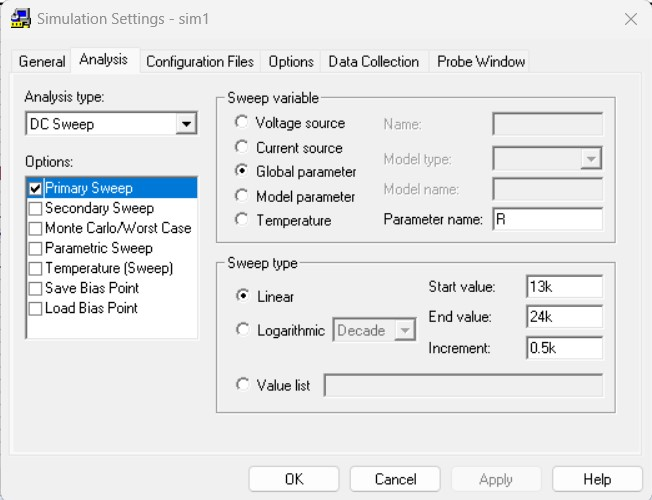 Simulation Settings - sim1
General
Analysis
Configuration Files
Options
Data Collection
Probe Window
Analysis type:
DC Sweep
Options:
Primary Sweep
Secondary Sweep
Monte Carlo/Worst Case
Parametric Sweep
Temperature (Sweep)
Save Bias Point
Load Bias Point
Sweep variable
Voltage source
Current source
Global parameter
Model parameter
Temperature
Name:
Model type:
Model name:
Parameter name: R
Sweep type
Linear
Logarithmic Decade
Value list
Start value: 13k
End value: 24k
Increment: 0.5k
OK
Cancel
Apply
Help